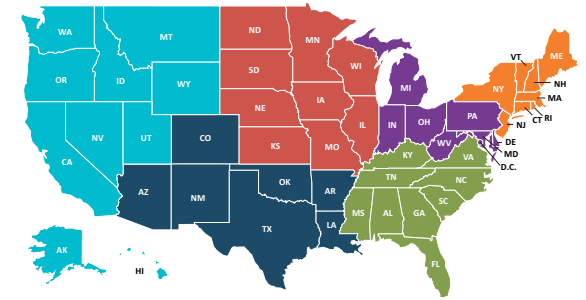 WA
MT
ND
MN
ME
VT
OR
ID
WY
SD
WI
MI
NY
NH
MA
CT RI
NE
IA
NV
UT
CO
IL
IN
OH
PA
NJ
CA
KS
MO
WV
DE
MD
D.C.
KY
VA
AZ
NM
OK
AR
TN
NC
SC
TX
LA
MS
AL
GA
FL
AK
HI